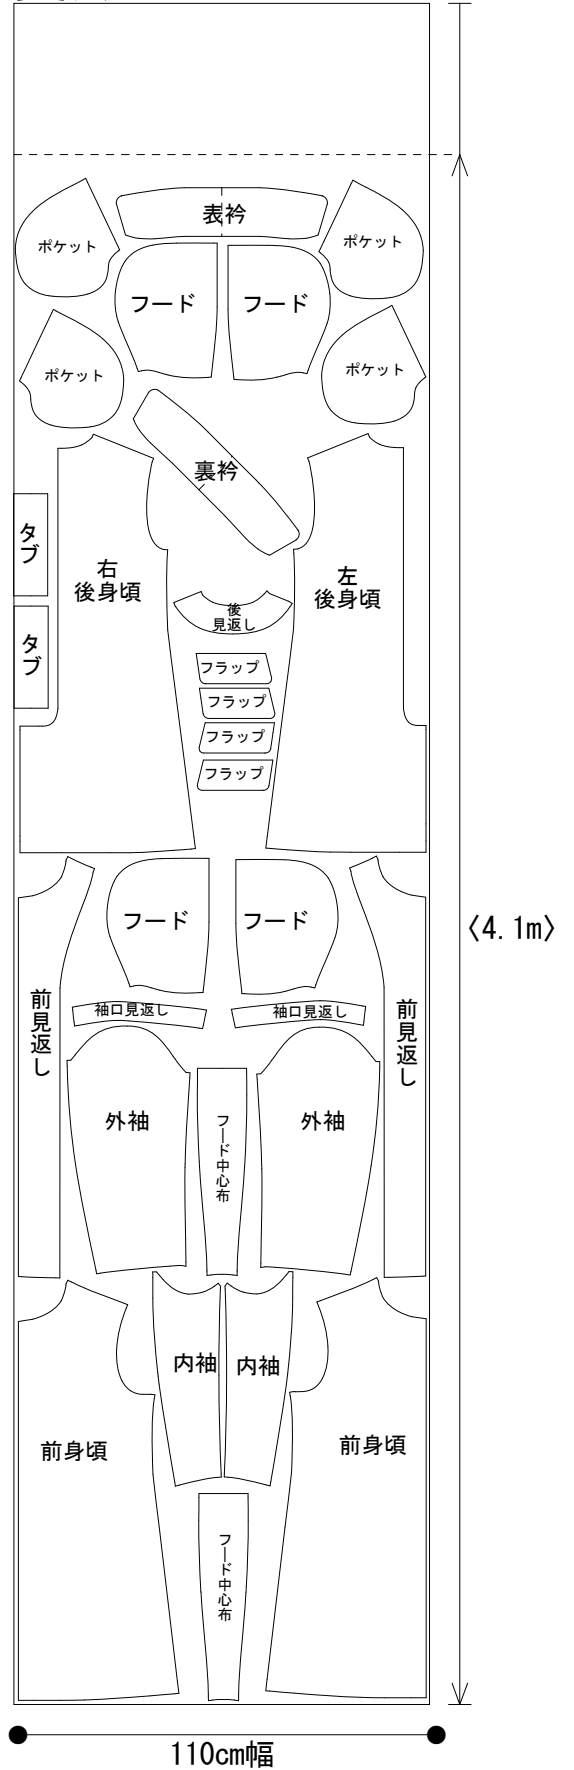 表衿
ポケット
ポケット
フード
フード
ポケット
ポケット
裏衿
タブ
右
後身頃
左
後身頃
後
見返し
タブ
フラップ
フラップ
フラップ
フラップ
フード
フード
〈4.1m〉
前見返し
袖口見返し
袖口見返し
前見返し
外袖
フード中心布
外袖
内袖
内袖
前身頃
前身頃
フード中心布
110cm幅